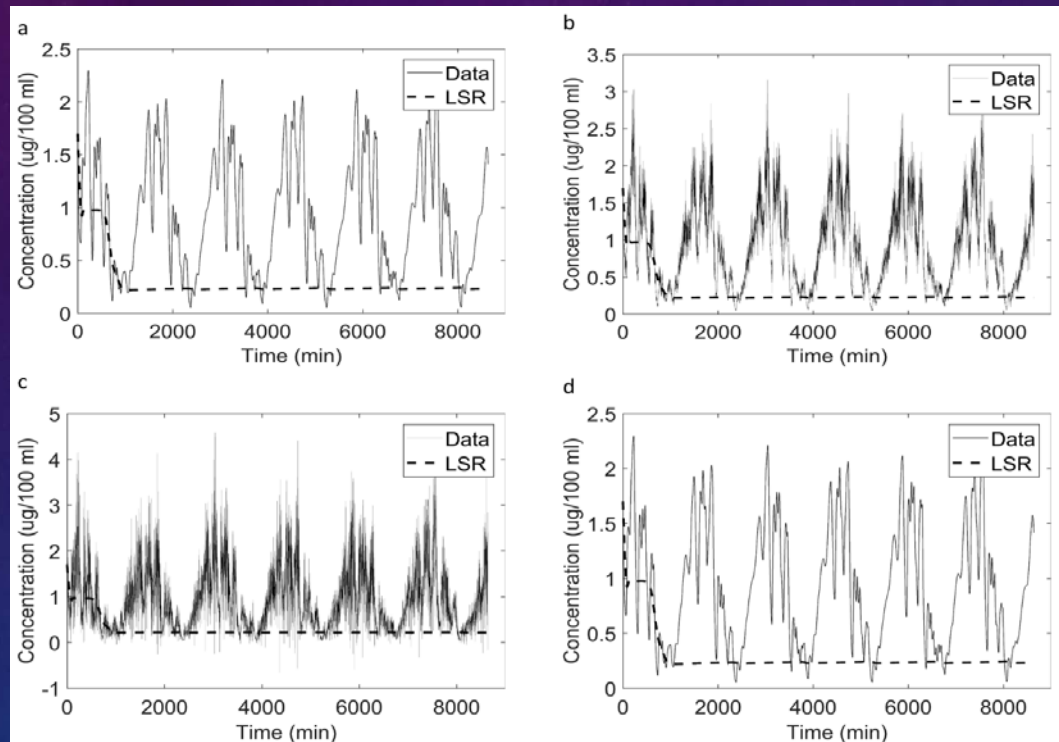 a
2.5
2
1.5
1
0.5
0
Concentration (ug/100 ml)
Data
LSR
0 2000 4000 6000 8000
Time (min)
b
3.5
3
2.5
2
1.5
1
0.5
0
Concentration (ug/100 ml)
Data
LSR
0 2000 4000 6000 8000
Time (min)
c
5
4
3
2
1
0
-1
Concentration (ug/100 ml)
Data
LSR
0 2000 4000 6000 8000
Time (min)
d
2.5
2
1.5
1
0.5
0
Concentration (ug/100 ml)
Data
LSR
0 2000 4000 6000 8000
Time (min)